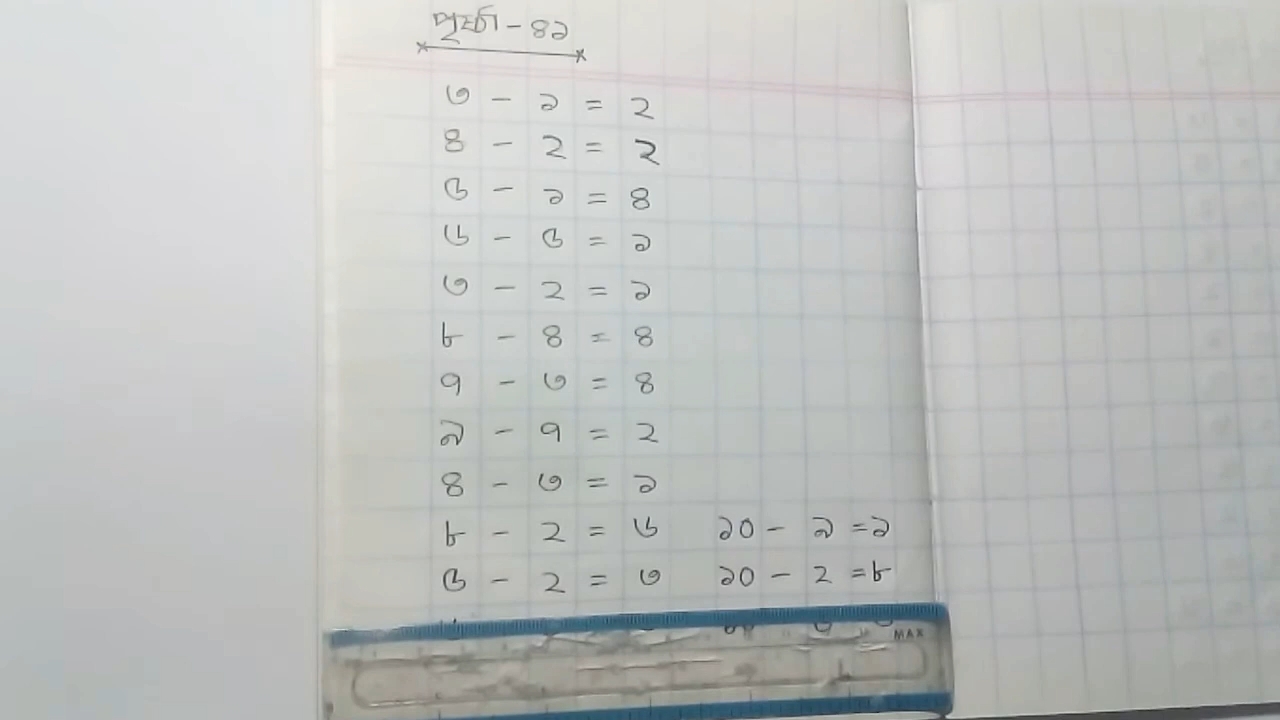 পৃষ্ঠা - ৪১
৩ - ১ = ২
৪ - ২ = ২
৫ - ১ = ৪
৬ - ৫ = ১
৩ - ২ = ১
৮ - ৪ = ৪
৭ - ৩ = ৪
৯ - ৭ = ২
৪ - ৩ = ১
৮ - ২ = ৬ ১০ - ৯ = ১
৫ - ২ = ৩ ১০ - ২ = ৮
MAX